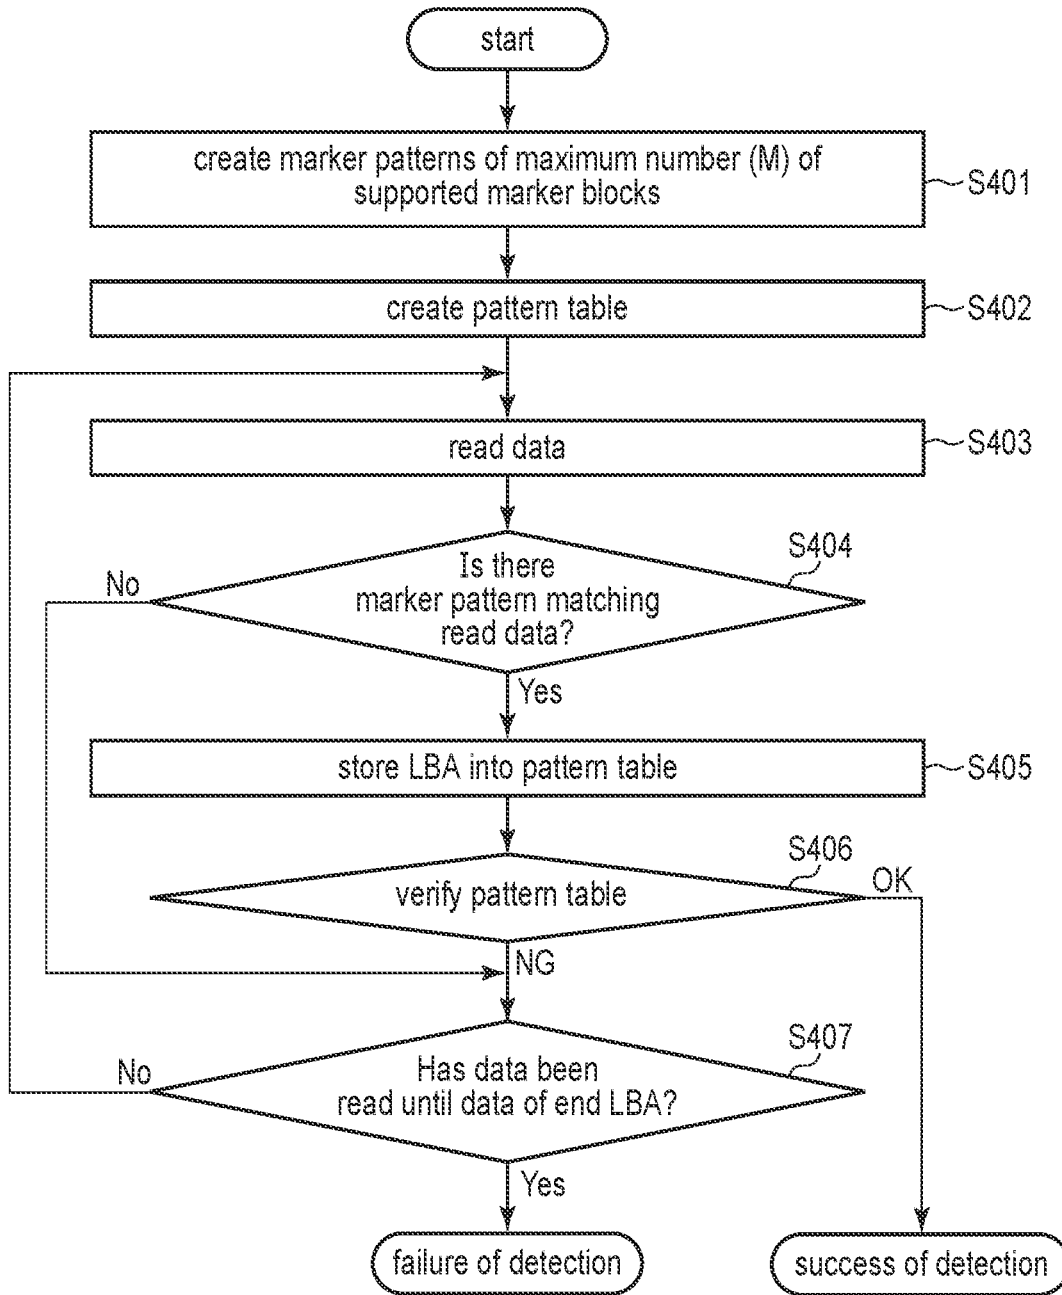 start
create marker patterns of maximum number (M) of
supported marker blocks
S401
create pattern table
S402
read data
S403
S404
Is there
marker pattern matching
read data?
No
Yes
store LBA into pattern table
S405
S406
verify pattern table
OK
NG
S407
Has data been
read until data of end LBA?
No
Yes
failure of detection
success of detection